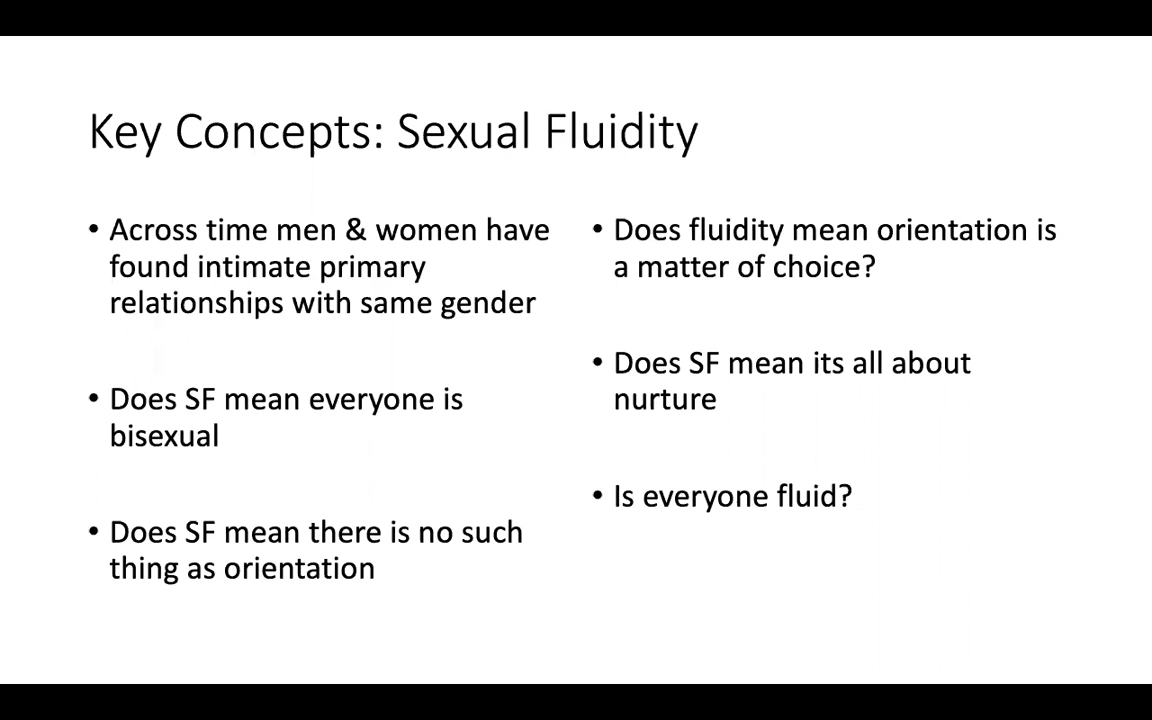 Key Concepts: Sexual Fluidity
• Across time men & women have
found intimate primary
relationships with same gender
• Does SF mean everyone is
bisexual
• Does SF mean there is no such
thing as orientation
• Does fluidity mean orientation is
a matter of choice?
• Does SF mean its all about
nurture
• Is everyone fluid?